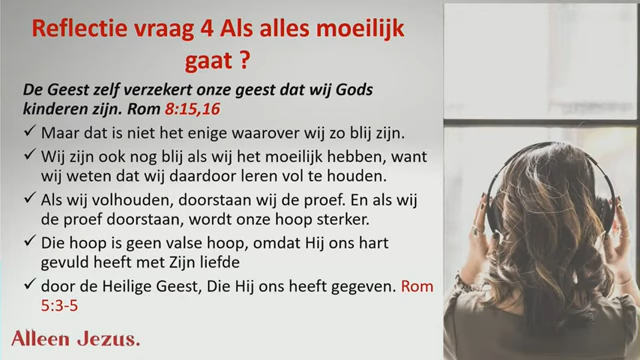 Reflectie vraag 4 Als alles moeilijk
gaat ?
De Geest zelf verzekert onze geest dat wij Gods
kinderen zijn. Rom 8:15,16
✓ Maar dat is niet het enige waarover wij zo blij zijn.
✓ Wij zijn ook nog blij als wij het moeilijk hebben, want
wij weten dat wij daardoor leren vol te houden.
✓ Als wij volhouden, doorstaan wij de proef. En als wij
de proef doorstaan, wordt onze hoop sterker.
✓ Die hoop is geen valse hoop, omdat Hij ons hart
gevuld heeft met Zijn liefde
✓ door de Heilige Geest, Die Hij ons heeft gegeven. Rom
5:3-5
Alleen Jezus.